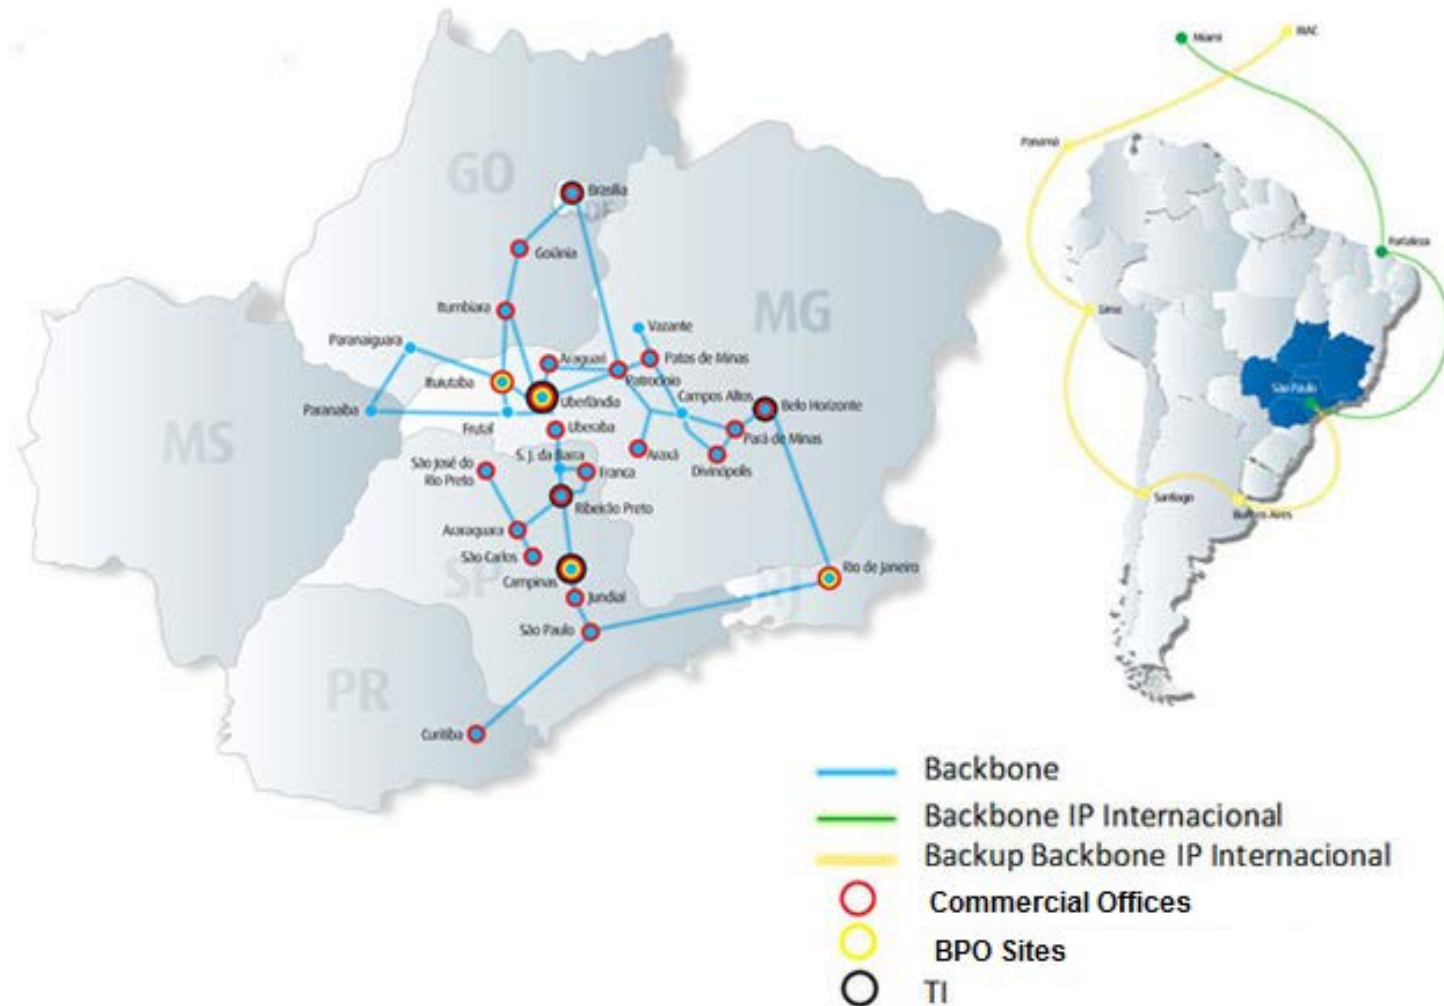 GO
DF
MG
MS
SP
RJ
PR
Brasília
Goiânia
Itumbiara
Paranaiguara
Ituiutaba
Paranaíba
Frutal
Araguari
Uberlândia
Uberaba
Vazante
Patos de Minas
Patrocínio
Campos Altos
Belo Horizonte
Pará de Minas
Araxá
Divinópolis
S. J. da Barra
São José do
Rio Preto
Franca
Ribeirão Preto
Araraquara
São Carlos
Campinas
Jundiaí
São Paulo
Rio de Janeiro
Curitiba
Miami
Panamá
Fortaleza
Lima
São Paulo
Santiago
Buenos Aires
Backbone
Backbone IP Internacional
Backup Backbone IP Internacional
Commercial Offices
BPO Sites
TI